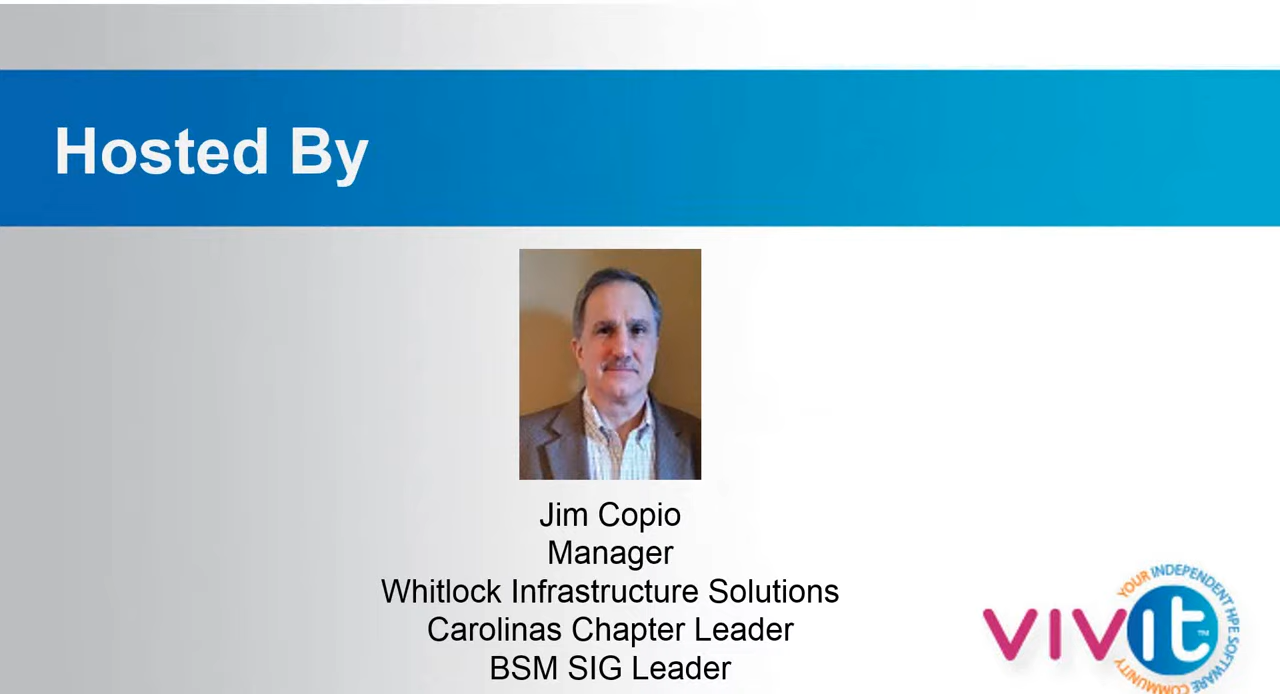 Hosted By
Jim Copio
Manager
Whitlock Infrastructure Solutions
Carolinas Chapter Leader
BSM SIG Leader
vivit™
YOUR INDEPENDENT HPE SOFTWARE COMMUNITY